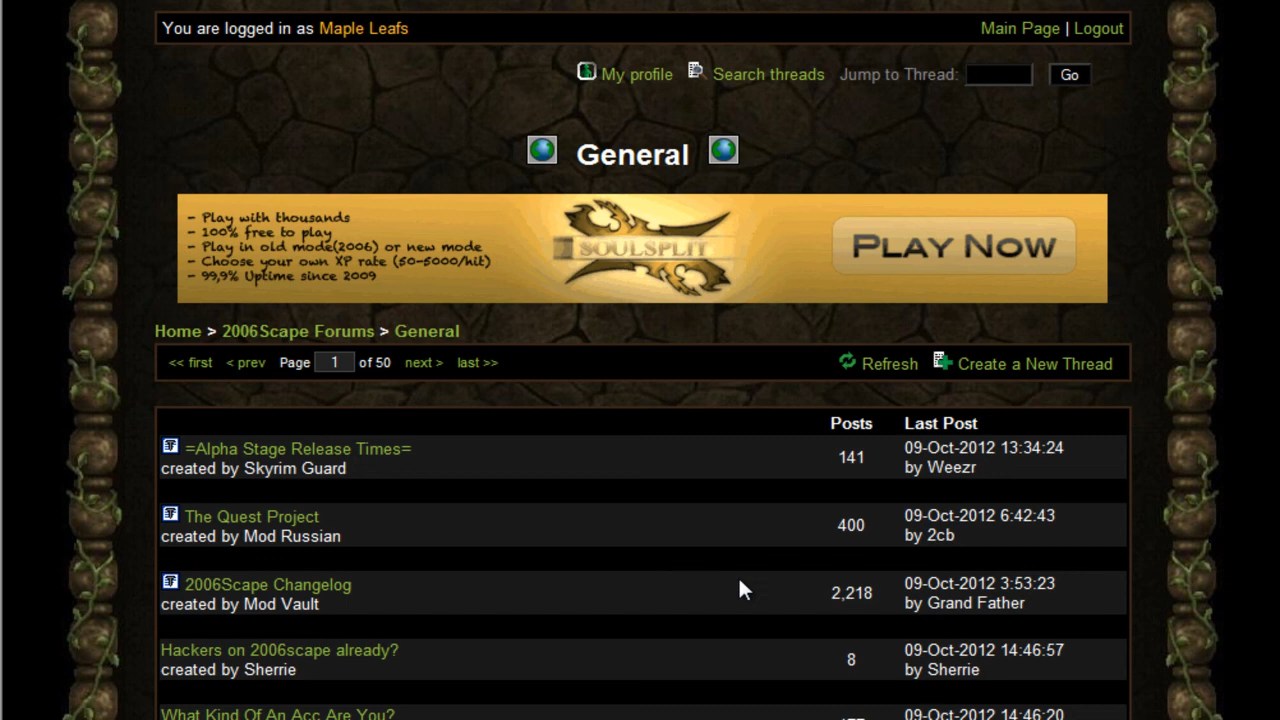 You are logged in as Maple Leafs
Main Page | Logout
My profile Search threads Jump to Thread: Go
General
- Play with thousands
- 100% free to play
- Play in old mode(2006) or new mode
- Choose your own XP rate (50-5000/hit)
- 99,9% Uptime since 2009
SOULSPLIT
PLAY NOW
Home > 2006Scape Forums > General
<< first < prev Page 1 of 50 next > last >>
Refresh Create a New Thread
Posts Last Post
=Alpha Stage Release Times=
created by Skyrim Guard
141
09-Oct-2012 13:34:24
by Weezr
The Quest Project
created by Mod Russian
400
09-Oct-2012 6:42:43
by 2cb
2006Scape Changelog
created by Mod Vault
2,218
09-Oct-2012 3:53:23
by Grand Father
Hackers on 2006scape already?
created by Sherrie
8
09-Oct-2012 14:46:57
by Sherrie
What Kind Of An Acc Are You?
09-Oct-2012 14:46:20